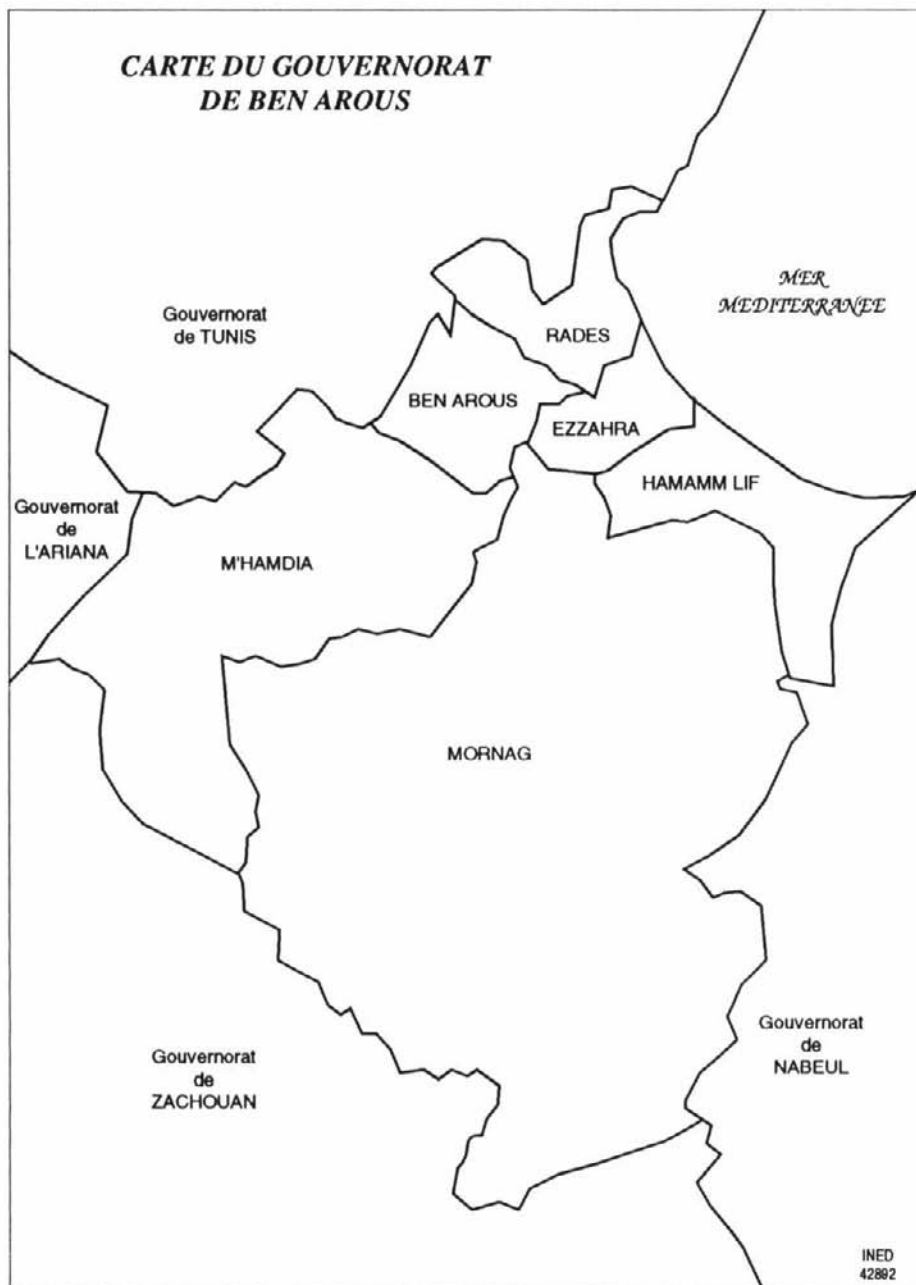 CARTE DU GOUVERNORAT
DE BEN AROUS
MER
MEDITERRANEE
Gouvernorat
de TUNIS
RADES
BEN AROUS
EZZAHRA
HAMAMM LIF
Gouvernorat
de
L'ARIANA
M'HAMDIA
MORNAG
Gouvernorat
de
NABEUL
Gouvernorat
de
ZACHOUAN
INED
42892